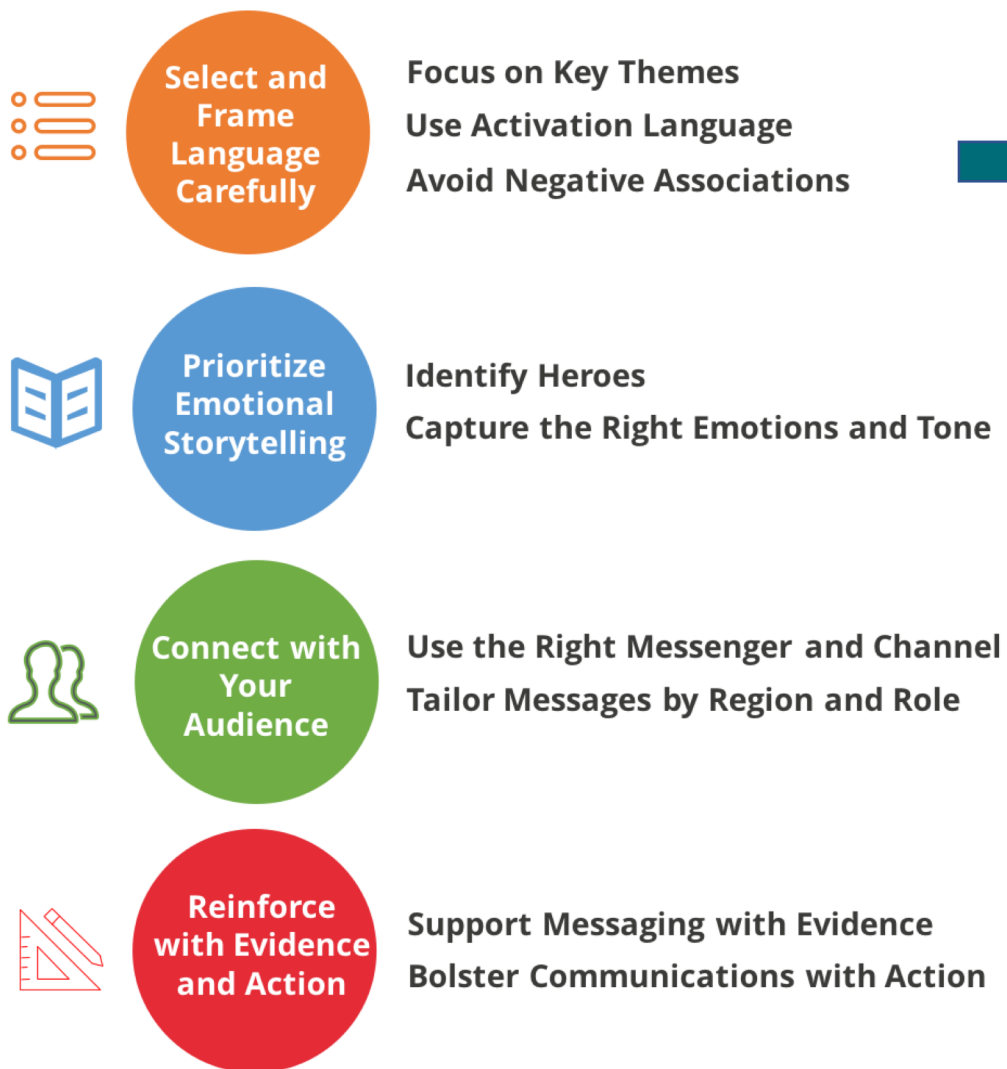 Select and
Frame
Language
Carefully
Focus on Key Themes
Use Activation Language
Avoid Negative Associations
Prioritize
Emotional
Storytelling
Identify Heroes
Capture the Right Emotions and Tone
Connect with
Your
Audience
Use the Right Messenger and Channel
Tailor Messages by Region and Role
Reinforce
with Evidence
and Action
Support Messaging with Evidence
Bolster Communications with Action